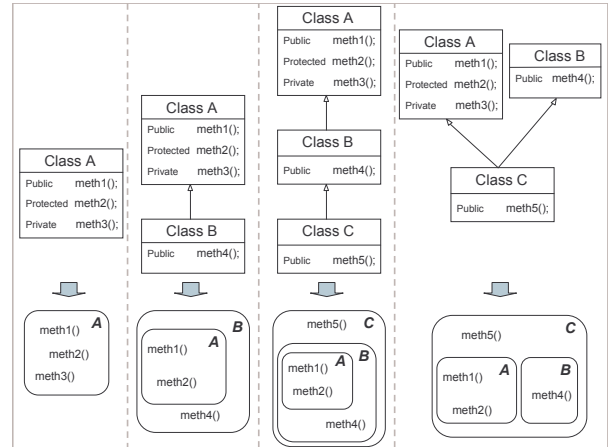 Class A
Public meth1();
Protected meth2();
Private meth3();
A
meth1()
meth2()
meth3()
Class A
Public meth1();
Protected meth2();
Private meth3();
Class B
Public meth4();
B
A
meth1()
meth2()
meth4()
Class A
Public meth1();
Protected meth2();
Private meth3();
Class B
Public meth4();
Class C
Public meth5();
meth5() C
B
A
meth1()
meth2()
meth4()
Class A
Public meth1();
Protected meth2();
Private meth3();
Class B
Public meth4();
Class C
Public meth5();
C
meth5()
A
meth1()
meth2()
B
meth4()